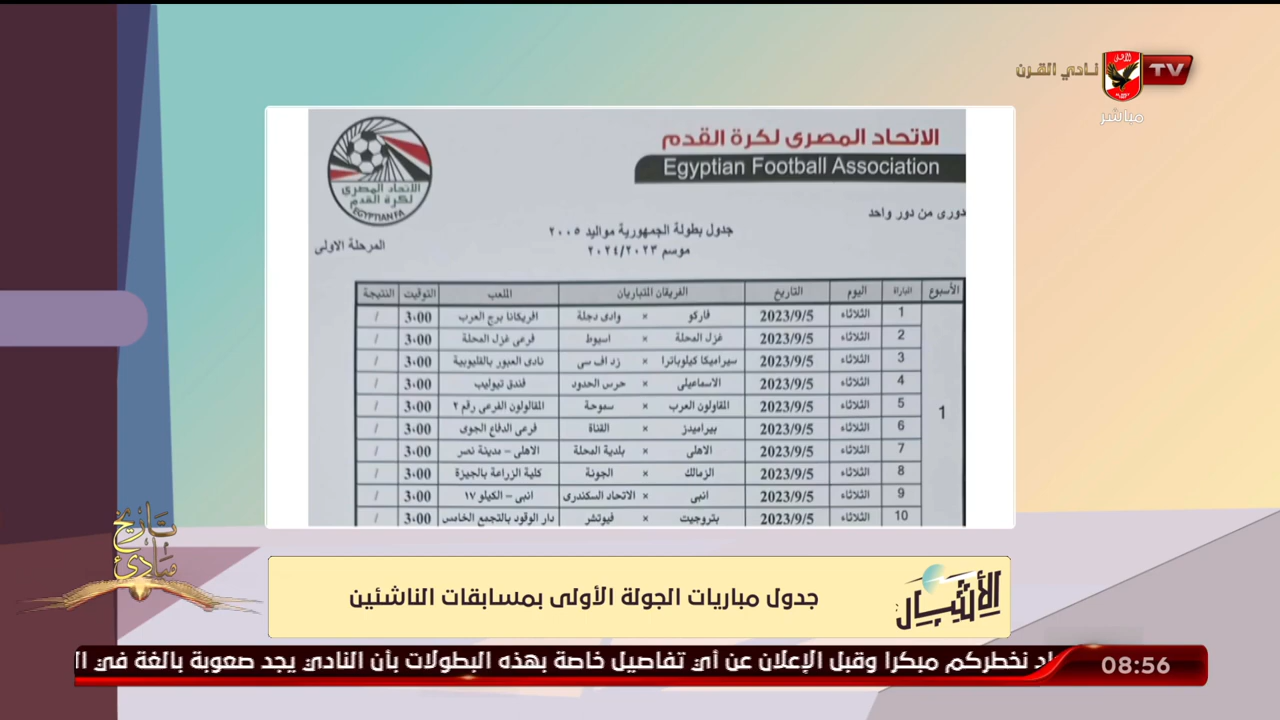 نادي القرن TV
مباشر
الاتحاد المصرى لكرة القدم
Egyptian Football Association
الاتحاد المصرى
لكرة القدم
EGYPTIAN FA
دورى من دور واحد
جدول بطولة الجمهورية مواليد ٢٠٠٥
موسم ٢٠٢٤/٢٠٢٣
المرحلة الاولى
الأسبوع المباراة اليوم التاريخ الفريقان المتباريان الملعب التوقيت النتيجة
1 الثلاثاء 2023/9/5 فاركو × وادى دجلة افريكانا برج العرب 3:00 /
2 الثلاثاء 2023/9/5 غزل المحلة × اسيوط فرعى غزل المحلة 3:00 /
3 الثلاثاء 2023/9/5 سيراميكا كيلوباترا × زد اف سى نادى العبور بالقليوبية 3:00 /
4 الثلاثاء 2023/9/5 الاسماعيلى × حرس الحدود فندق تيوليب 3:00 /
1
5 الثلاثاء 2023/9/5 المقاولون العرب × سموحة المقالولون الفرعى رقم ٢ 3:00 /
6 الثلاثاء 2023/9/5 بيراميدز × القناة فرعى الدفاع الجوى 3:00 /
7 الثلاثاء 2023/9/5 الاهلى × بلدية المحلة الاهلى – مدينة نصر 3:00 /
8 الثلاثاء 2023/9/5 الزمالك × الجونة كلية الزراعة بالجيزة 3:00 /
9 الثلاثاء 2023/9/5 انبى × الاتحاد السكندرى انبى – الكيلو ١٧ 3:00 /
10 الثلاثاء 2023/9/5 بتروجيت × فيوتشر دار الوقود بالتجمع الخامس 3:00 /
تاريخ
مبادئ
الأشبال
جدول مباريات الجولة الأولى بمسابقات الناشئين
نخطركم مبكرا وقبل الإعلان عن أي تفاصيل خاصة بهذه البطولات بأن النادي يجد صعوبة بالغة في
08:56